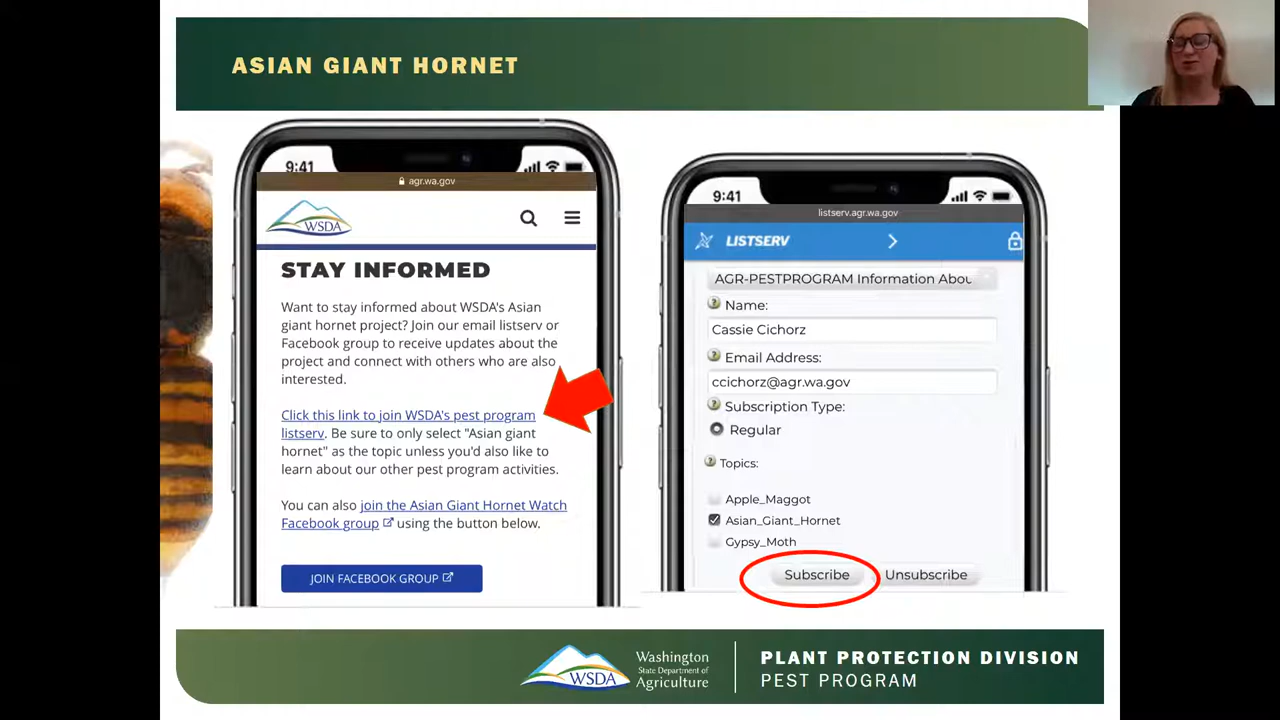 ASIAN GIANT HORNET
9:41
agr.wa.gov
WSDA
STAY INFORMED
Want to stay informed about WSDA's Asian
giant hornet project? Join our email listserv or
Facebook group to receive updates about the
project and connect with others who are also
interested.
Click this link to join WSDA's pest program
listserv. Be sure to only select "Asian giant
hornet" as the topic unless you'd also like to
learn about our other pest program activities.
You can also join the Asian Giant Hornet Watch
Facebook group using the button below.
JOIN FACEBOOK GROUP
9:41
listserv.agr.wa.gov
LISTSERV
AGR-PESTPROGRAM Information Abou
Name:
Cassie Cichorz
Email Address:
ccichorz@agr.wa.gov
Subscription Type:
Regular
Topics:
Apple_Maggot
Asian_Giant_Hornet
Gypsy_Moth
Subscribe Unsubscribe
WSDA
Washington
State Department of
Agriculture
PLANT PROTECTION DIVISION
PEST PROGRAM